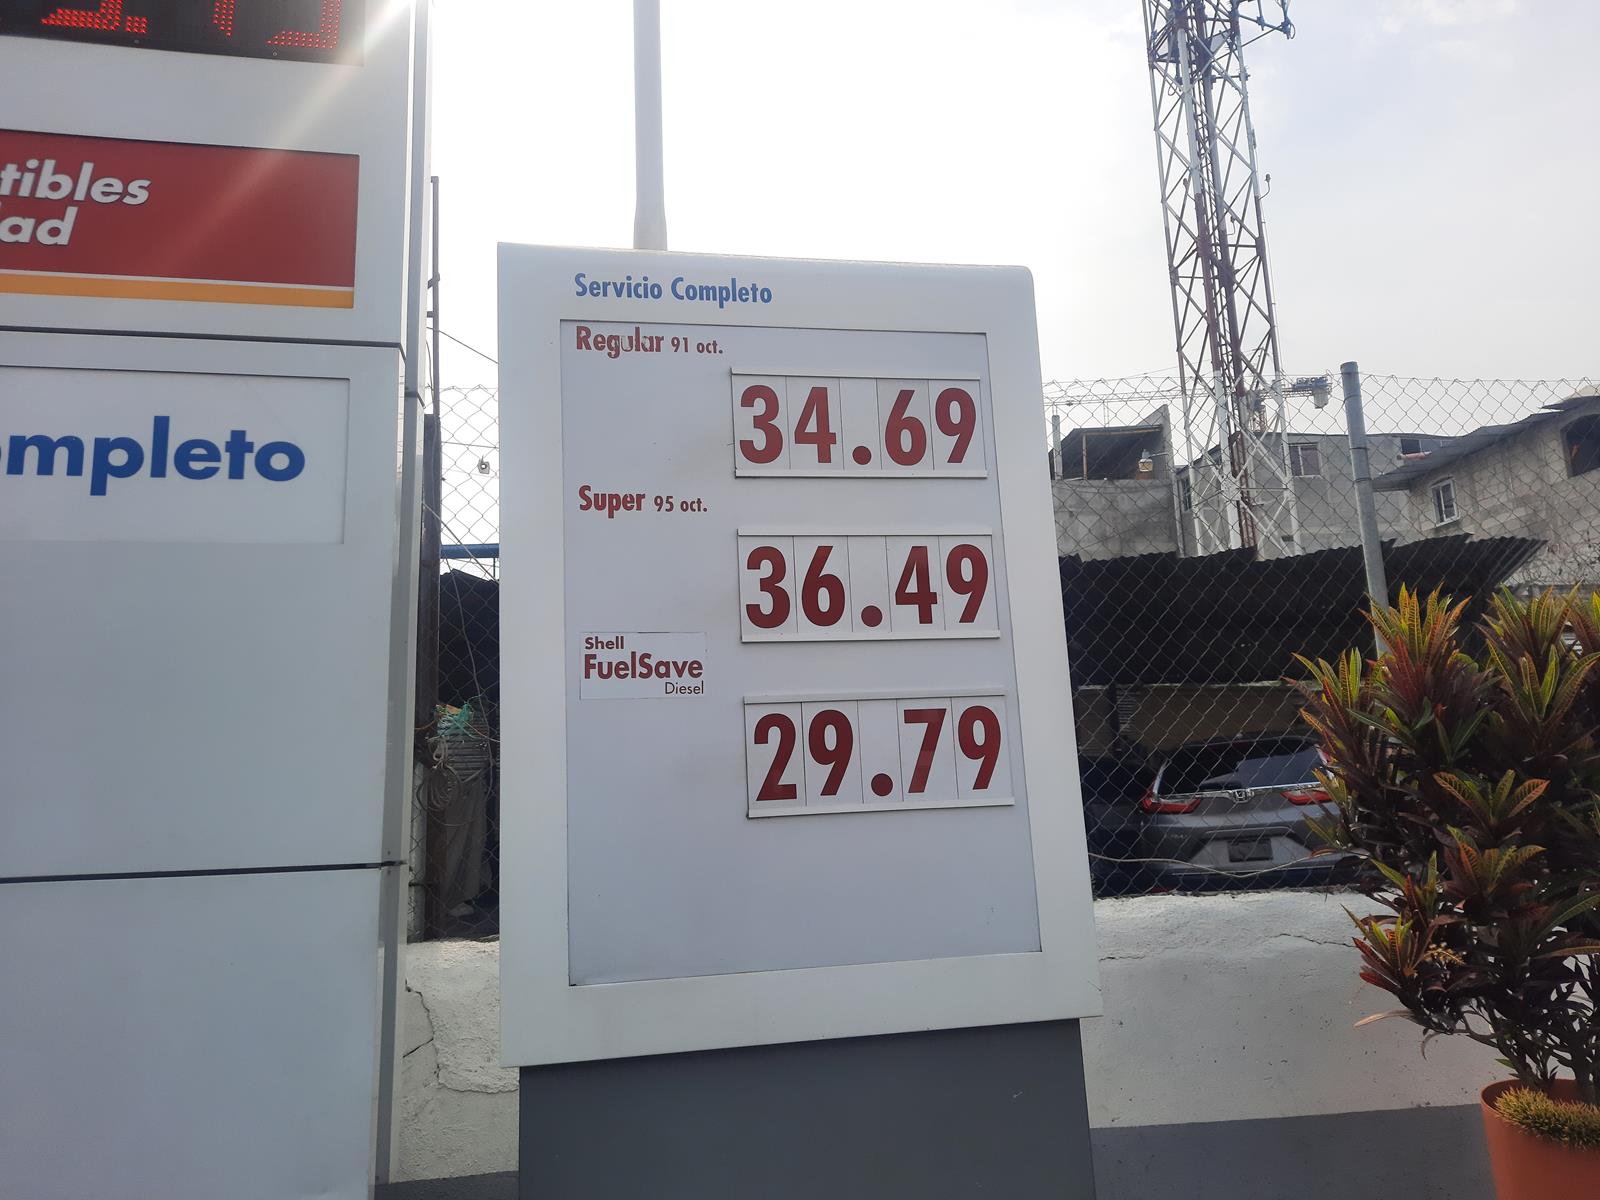 tibles
ad
ompleto
Servicio Completo
Regular 91 oct.
34.69
Super 95 oct.
36.49
Shell
FuelSave
Diesel
29.79